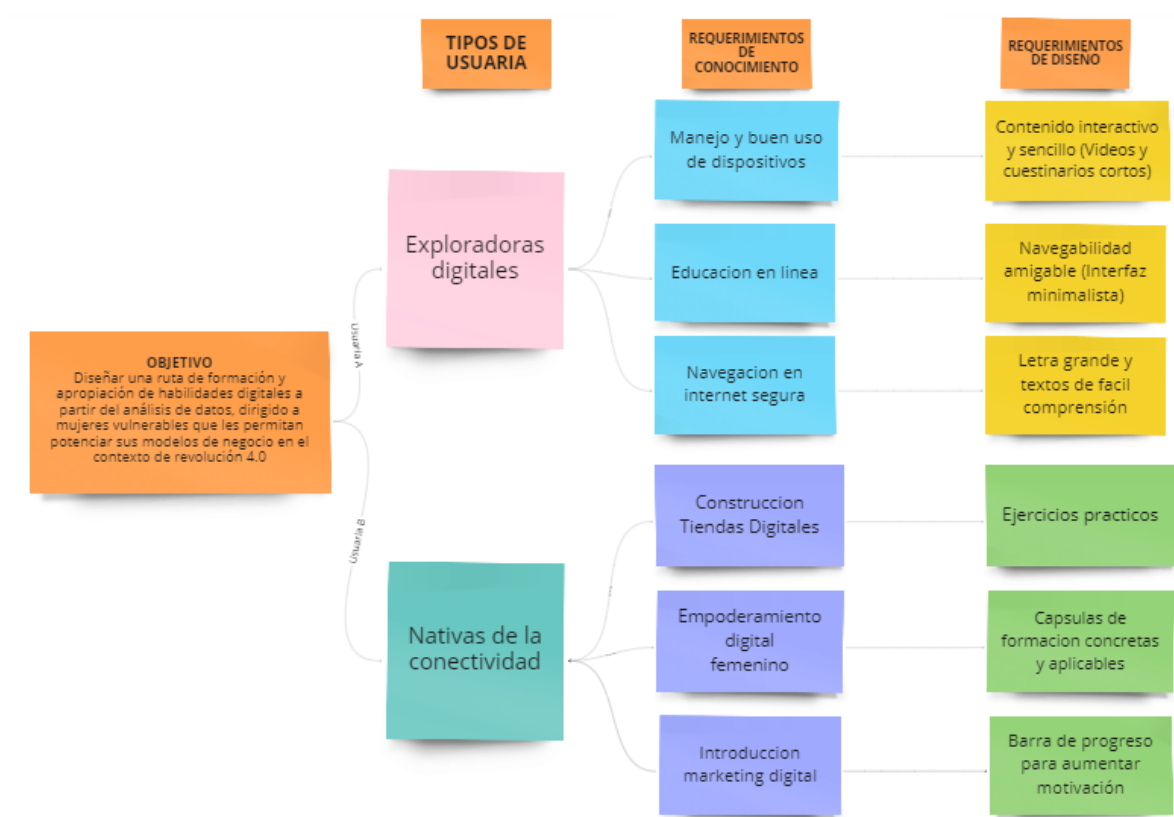 TIPOS DE
USUARIA
REQUERIMIENTOS
DE
CONOCIMIENTO
REQUERIMIENTOS
DE DISEÑO
OBJETIVO
Diseñar una ruta de formación y
apropiación de habilidades digitales a
partir del análisis de datos, dirigido a
mujeres vulnerables que les permitan
potenciar sus modelos de negocio en el
contexto de revolución 4.0
Usuaria A
Exploradoras
digitales
Manejo y buen uso
de dispositivos
Contenido interactivo
y sencillo (Videos y
cuestinarios cortos)
Educacion en linea
Navegabilidad
amigable (Interfaz
minimalista)
Navegacion en
internet segura
Letra grande y
textos de facil
comprensión
Usuaria B
Nativas de la
conectividad
Construccion
Tiendas Digitales
Ejercicios practicos
Empoderamiento
digital
femenino
Capsulas de
formacion concretas
y aplicables
Introduccion
marketing digital
Barra de progreso
para aumentar
motivación